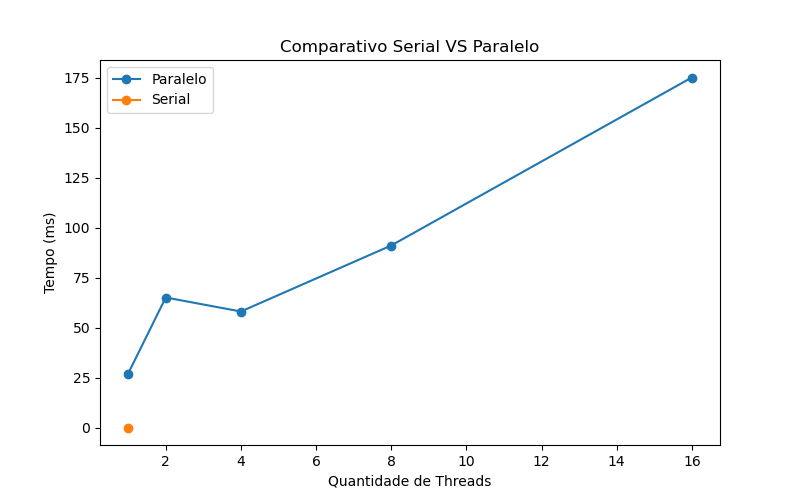 Comparativo Serial VS Paralelo
Paralelo
Serial
Tempo (ms)
175
150
125
100
75
50
25
0
2 4 6 8 10 12 14 16
Quantidade de Threads